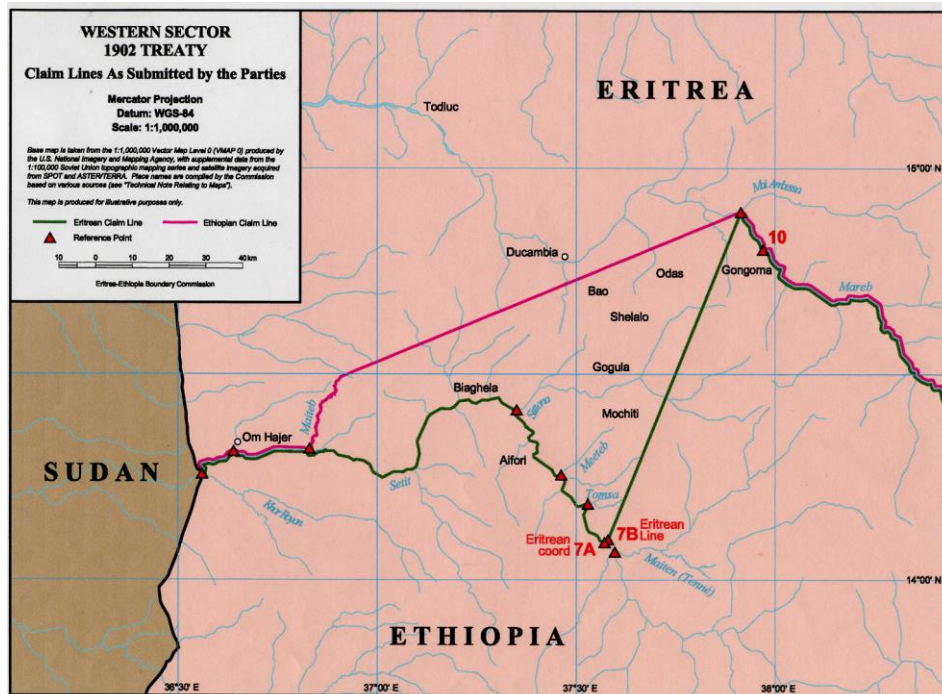 WESTERN SECTOR
1902 TREATY
Claim Lines As Submitted by the Parties
Mercator Projection
Datum: WGS-84
Scale: 1:1,000,000
Base map is taken from the 1:1,000,000 Vector Map Level 0 (VMAP 0) produced by
the U.S. National Imagery and Mapping Agency, with supplemental data from the
1:100,000 Soviet Union topographic mapping series and satellite imagery acquired
from SPOT and ASTER/TERRA. Place names are compiled by the Commission
based on various sources (see "Technical Note Relating to Maps").
This map is produced for illustrative purposes only.
Eritrean Claim Line
Ethiopian Claim Line
Reference Point
10 0 10 20 30 40 km
Eritrea-Ethiopia Boundary Commission
ERITREA
Todluc
15°00' N
Mai Ambassa
10
Ducambia
Odas
Gongoma
Bao
Mareb
Shelalo
Gogula
Biaghela
Maiteb
Sittona
Mochiti
Om Hajer
Aifori
Meeteb
SUDAN
Setit
Tomsa
Khor Royan
7B
Eritrean
Line
Eritrean
coord
7A
Maiten (Tenné)
14°00' N
ETHIOPIA
36°30' E
37°00' E
37°30' E
38°00' E